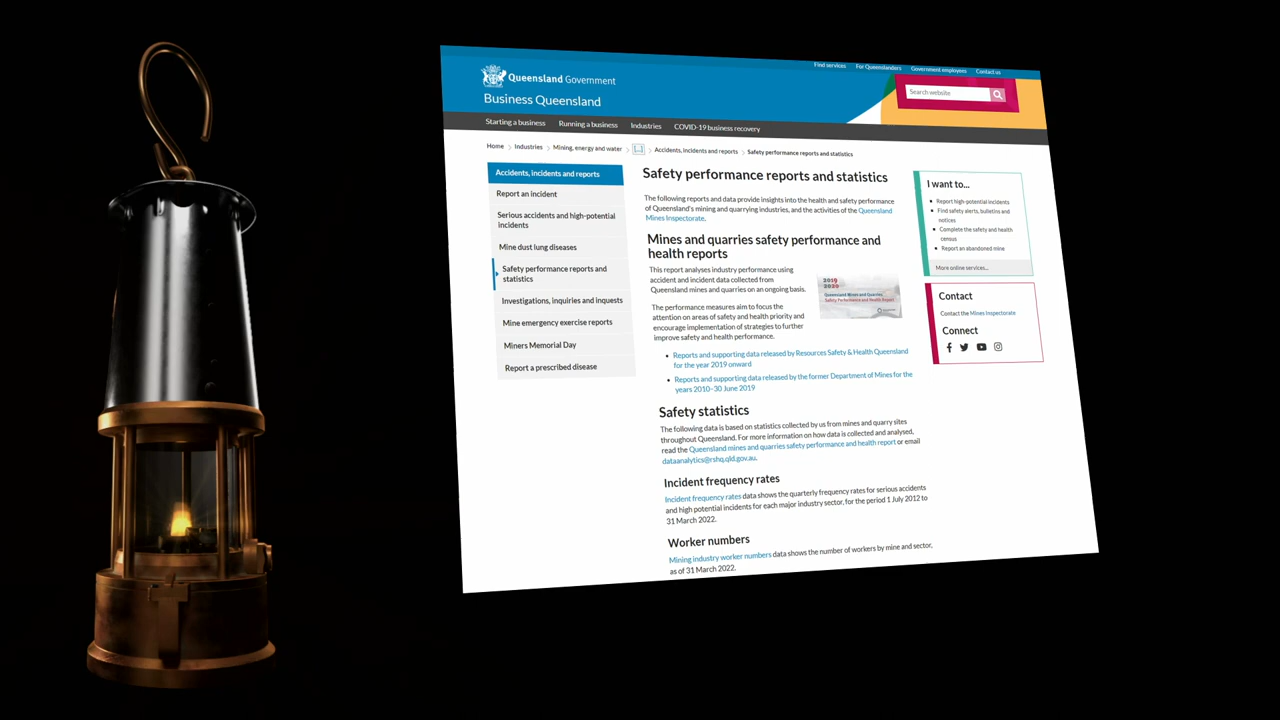 Find services For Queenslanders Government employees Contact us
Queensland Government
Business Queensland
Search website
Starting a business Running a business Industries COVID-19 business recovery
Home Industries Mining, energy and water [...] Accidents, incidents and reports Safety performance reports and statistics
Accidents, incidents and reports
Report an incident
Serious accidents and high-potential
incidents
Mine dust lung diseases
Safety performance reports and
statistics
Investigations, inquiries and inquests
Mine emergency exercise reports
Miners Memorial Day
Report a prescribed disease
Safety performance reports and statistics
The following reports and data provide insights into the health and safety performance
of Queensland's mining and quarrying industries, and the activities of the Queensland
Mines Inspectorate.
Mines and quarries safety performance and
health reports
This report analyses industry performance using
accident and incident data collected from
Queensland mines and quarries on an ongoing basis.
The performance measures aim to focus the
attention on areas of safety and health priority and
encourage implementation of strategies to further
improve safety and health performance.
2019
2020
Queensland Mines and Quarries
Safety Performance and Health Report
Reports and supporting data released by Resources Safety & Health Queensland
for the year 2019 onward
Reports and supporting data released by the former Department of Mines for the
years 2010–30 June 2019
Safety statistics
The following data is based on statistics collected by us from mines and quarry sites
throughout Queensland. For more information on how data is collected and analysed,
read the Queensland mines and quarries safety performance and health report or email
dataanalytics@rshq.qld.gov.au.
Incident frequency rates
Incident frequency rates data shows the quarterly frequency rates for serious accidents
and high potential incidents for each major industry sector, for the period 1 July 2012 to
31 March 2022.
Worker numbers
Mining industry worker numbers data shows the number of workers by mine and sector,
as of 31 March 2022.
I want to...
Report high-potential incidents
Find safety alerts, bulletins and
notices
Complete the safety and health
census
Report an abandoned mine
More online services...
Contact
Contact the Mines Inspectorate
Connect